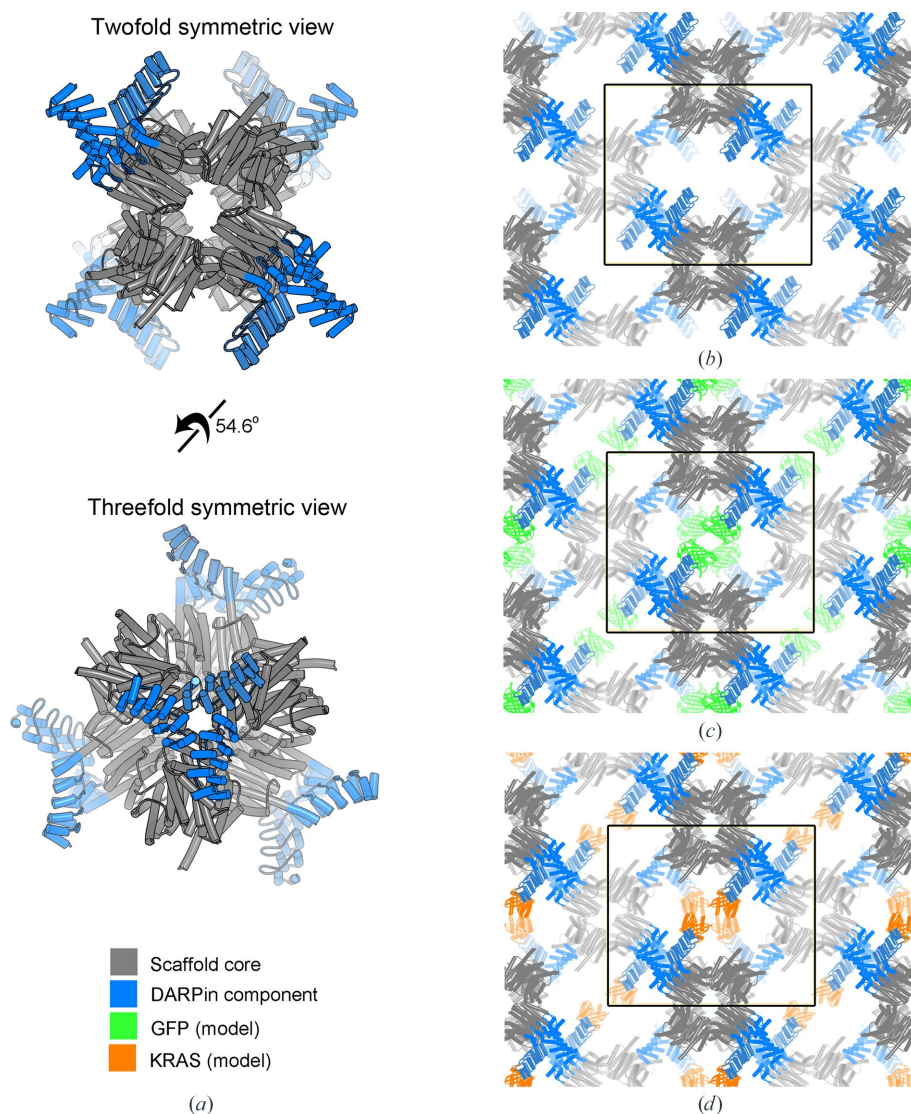 Twofold symmetric view
54.6°
Threefold symmetric view
Scaffold core
DARPin component
GFP (model)
KRAS (model)
(a)
(b)
(c)
(d)